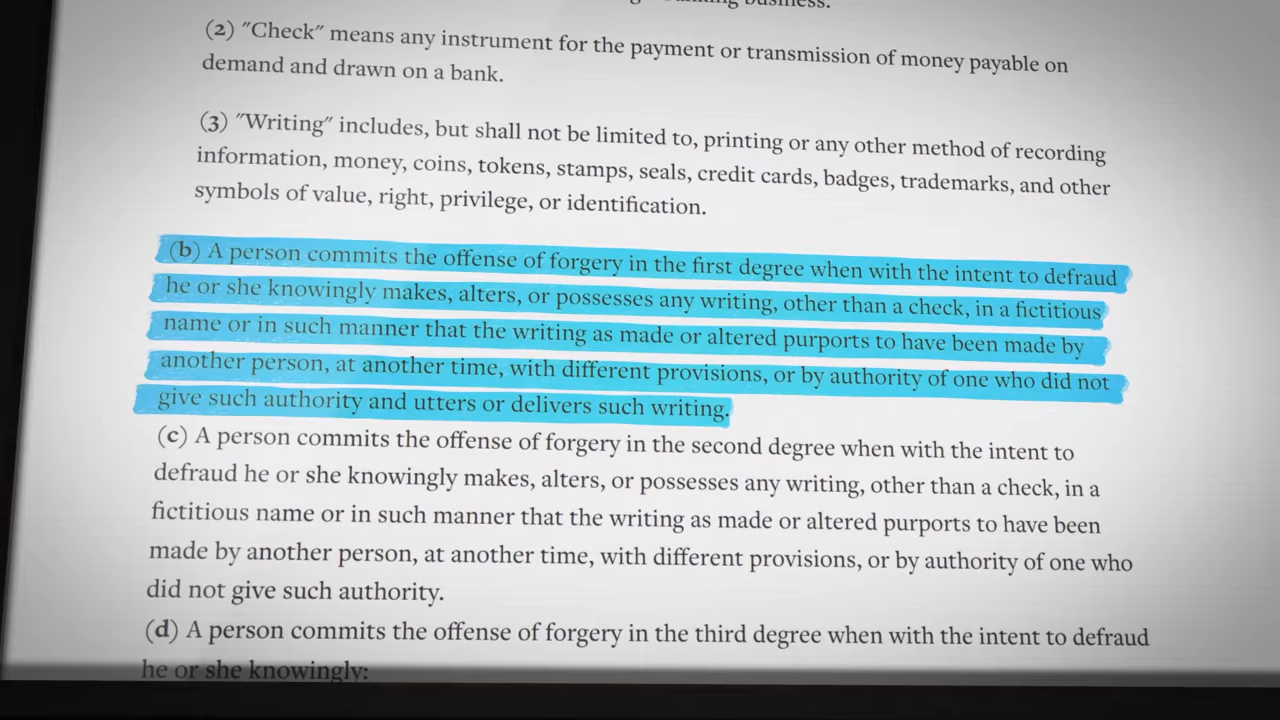 business.
(2) "Check" means any instrument for the payment or transmission of money payable on
demand and drawn on a bank.
(3) "Writing" includes, but shall not be limited to, printing or any other method of recording
information, money, coins, tokens, stamps, seals, credit cards, badges, trademarks, and other
symbols of value, right, privilege, or identification.
(b) A person commits the offense of forgery in the first degree when with the intent to defraud
he or she knowingly makes, alters, or possesses any writing, other than a check, in a fictitious
name or in such manner that the writing as made or altered purports to have been made by
another person, at another time, with different provisions, or by authority of one who did not
give such authority and utters or delivers such writing.
(c) A person commits the offense of forgery in the second degree when with the intent to
defraud he or she knowingly makes, alters, or possesses any writing, other than a check, in a
fictitious name or in such manner that the writing as made or altered purports to have been
made by another person, at another time, with different provisions, or by authority of one who
did not give such authority.
(d) A person commits the offense of forgery in the third degree when with the intent to defraud
he or she knowingly: